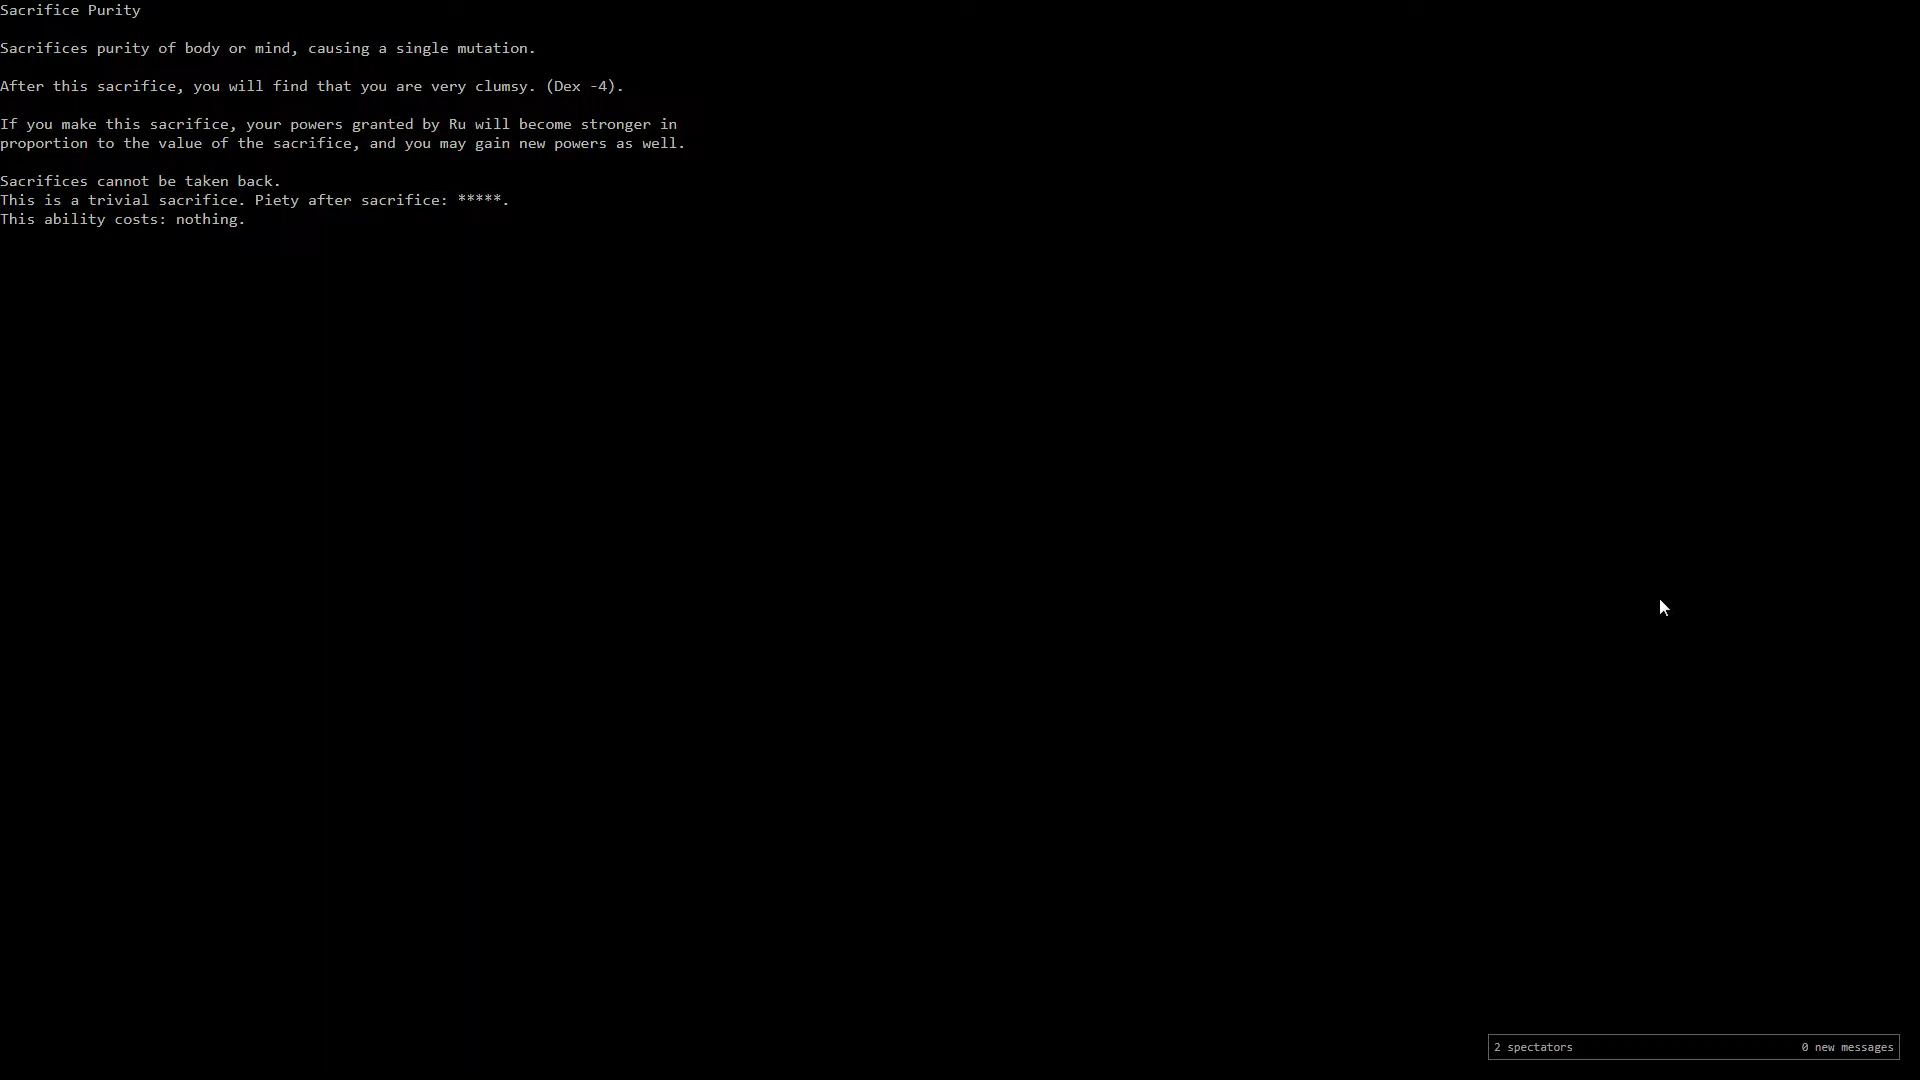 Sacrifice Purity
Sacrifices purity of body or mind, causing a single mutation.
After this sacrifice, you will find that you are very clumsy. (Dex -4).
If you make this sacrifice, your powers granted by Ru will become stronger in
proportion to the value of the sacrifice, and you may gain new powers as well.
Sacrifices cannot be taken back.
This is a trivial sacrifice. Piety after sacrifice: *****.
This ability costs: nothing.
2 spectators 0 new messages